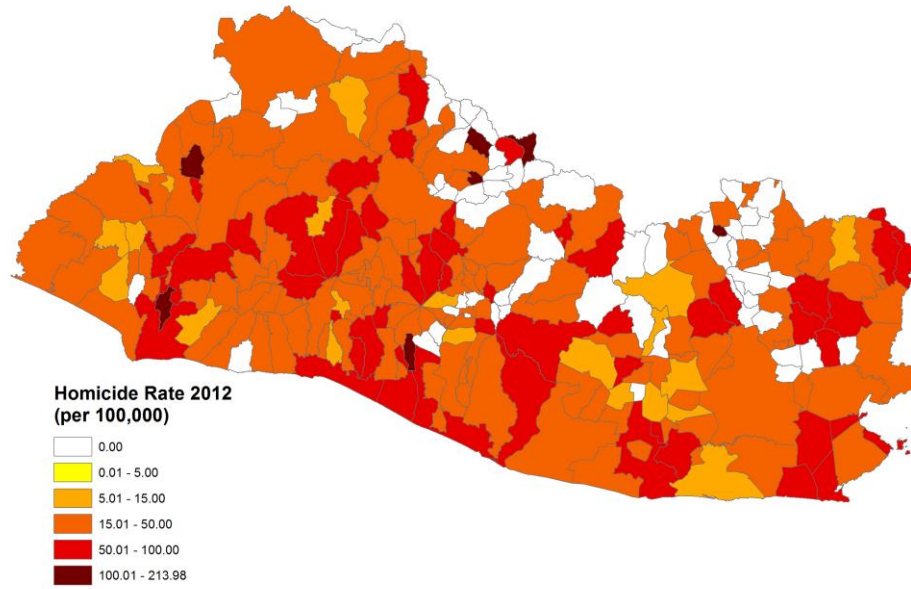 Homicide Rate 2012
(per 100,000)
0.00
0.01 - 5.00
5.01 - 15.00
15.01 - 50.00
50.01 - 100.00
100.01 - 213.98